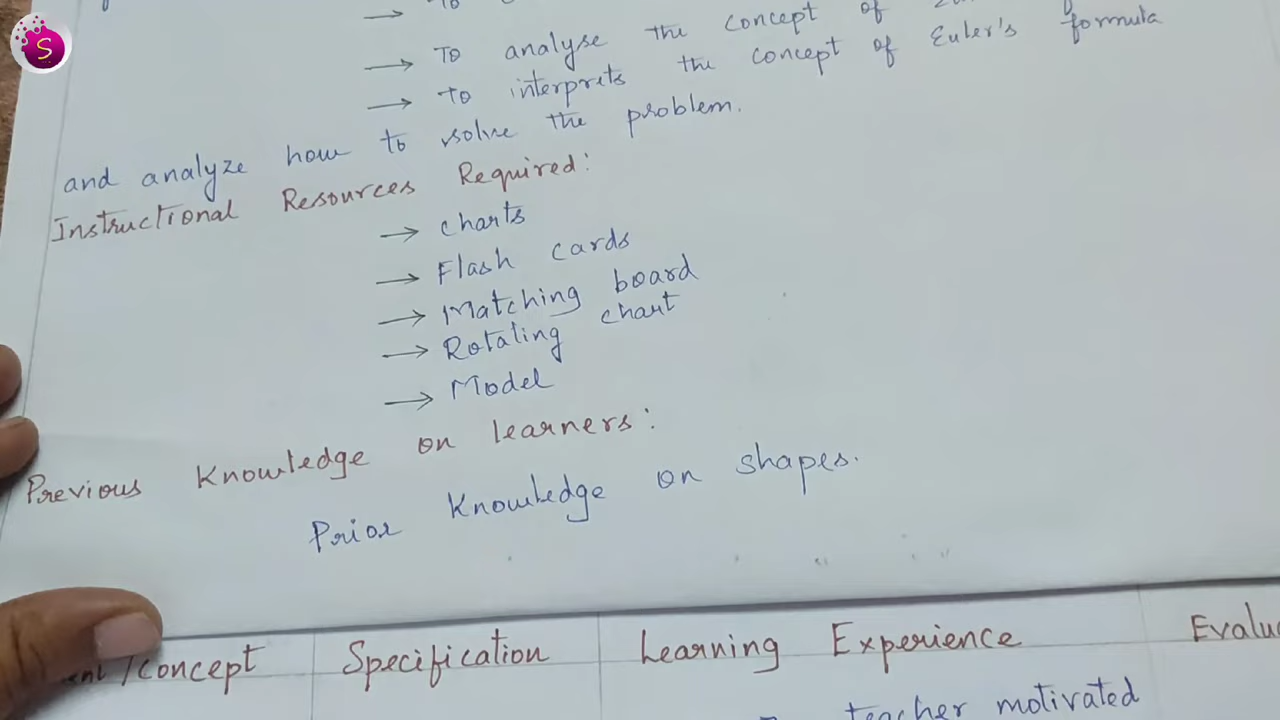 S
→ To
→ To analyse the concept of
→ To interprets the concept of Euler's formula
and analyze how to solve the problem.
Instructional Resources Required:
→ charts
→ Flash cards
→ Matching board
→ Rotating chart
→ Model
Previous Knowledge on learners:
Prior Knowledge on shapes.
/concept Specification Learning Experience Evalu
teacher motivated